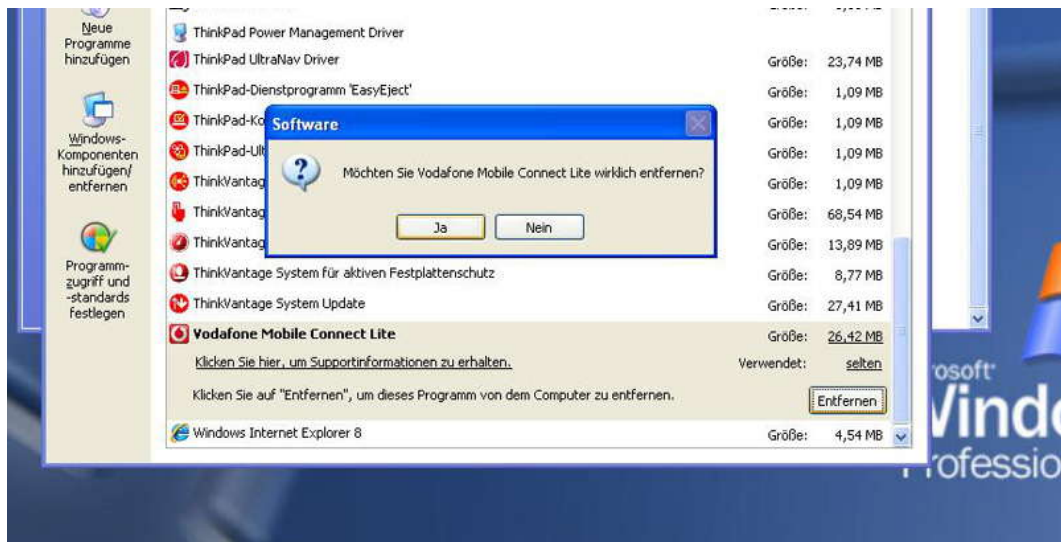 Neue
Programme
hinzufügen
Windows-
Komponenten
hinzufügen/
entfernen
Programm-
zugriff und
-standards
festlegen
ThinkPad Power Management Driver
ThinkPad UltraNav Driver Größe: 23,74 MB
ThinkPad-Dienstprogramm 'EasyEject' Größe: 1,09 MB
ThinkPad-Ko Größe: 1,09 MB
ThinkPad-Ult Größe: 1,09 MB
ThinkVantag Größe: 1,09 MB
ThinkVantag Größe: 68,54 MB
ThinkVantag Größe: 13,89 MB
ThinkVantage System für aktiven Festplattenschutz Größe: 8,77 MB
ThinkVantage System Update Größe: 27,41 MB
Vodafone Mobile Connect Lite Größe: 26,42 MB
Klicken Sie hier, um Supportinformationen zu erhalten. Verwendet: selten
Klicken Sie auf "Entfernen", um dieses Programm von dem Computer zu entfernen. Entfernen
Windows Internet Explorer 8 Größe: 4,54 MB
Software
Möchten Sie Vodafone Mobile Connect Lite wirklich entfernen?
Ja Nein
rosoft
Windo
Professio